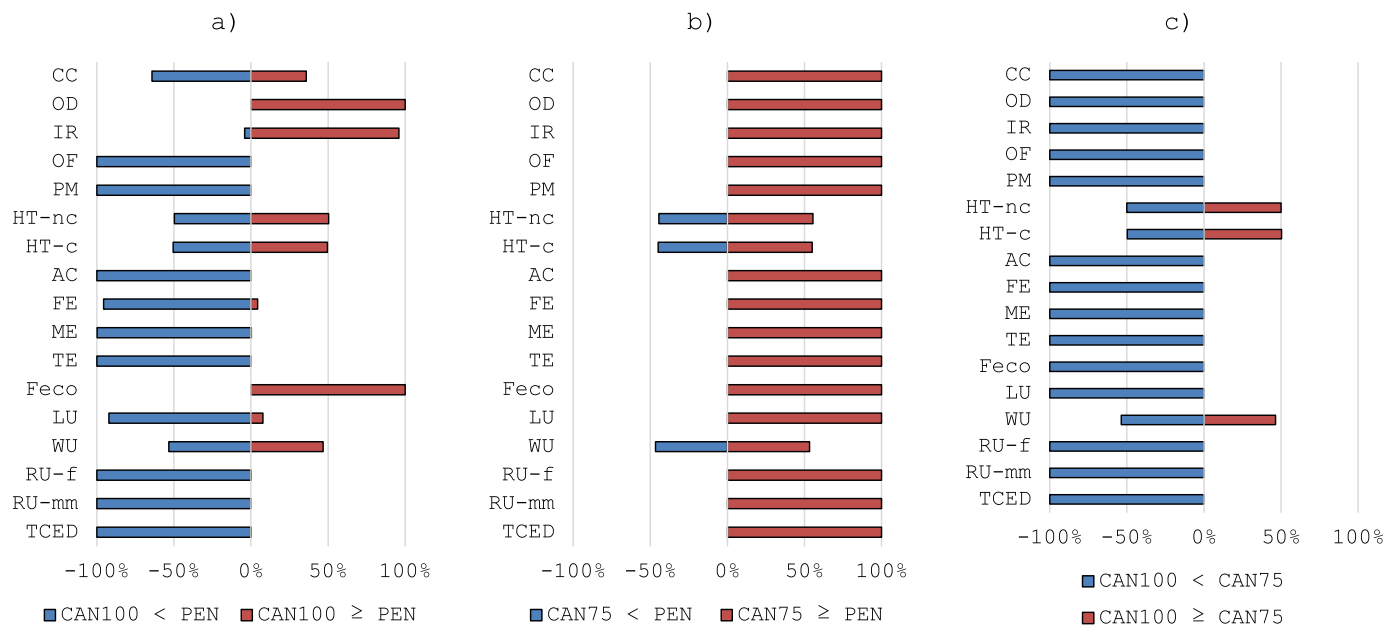 a)
CC
OD
IR
OF
PM
HT-nc
HT-c
AC
FE
ME
TE
Feco
LU
WU
RU-f
RU-mm
TCED
-100% -50% 0% 50% 100%
CAN100 < PEN CAN100 ≥ PEN
b)
CC
OD
IR
OF
PM
HT-nc
HT-c
AC
FE
ME
TE
Feco
LU
WU
RU-f
RU-mm
TCED
-100% -50% 0% 50% 100%
CAN75 < PEN CAN75 ≥ PEN
c)
CC
OD
IR
OF
PM
HT-nc
HT-c
AC
FE
ME
TE
Feco
LU
WU
RU-f
RU-mm
TCED
-100% -50% 0% 50% 100%
CAN100 < CAN75
CAN100 ≥ CAN75